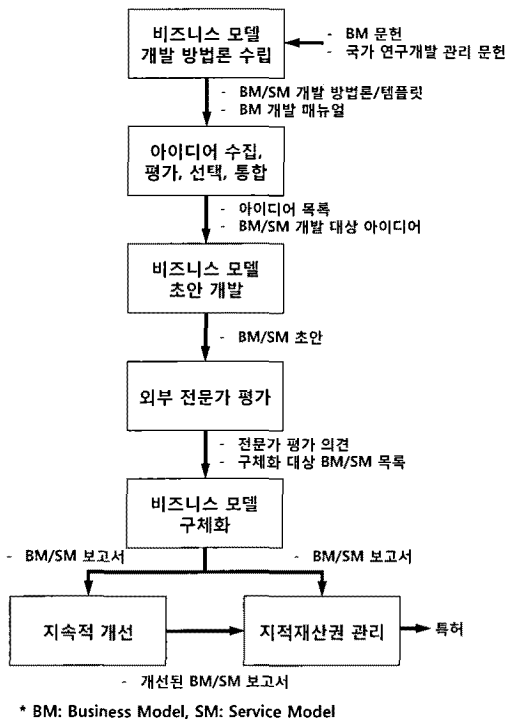 비즈니스 모델
개발 방법론 수립
- BM 문헌
- 국가 연구개발 관리 문헌
- BM/SM 개발 방법론/템플릿
- BM 개발 매뉴얼
아이디어 수집,
평가, 선택, 통합
- 아이디어 목록
- BM/SM 개발 대상 아이디어
비즈니스 모델
초안 개발
- BM/SM 초안
외부 전문가 평가
- 전문가 평가 의견
- 구체화 대상 BM/SM 목록
비즈니스 모델
구체화
- BM/SM 보고서
- BM/SM 보고서
지속적 개선
지적재산권 관리
특허
- 개선된 BM/SM 보고서
* BM: Business Model, SM: Service Model